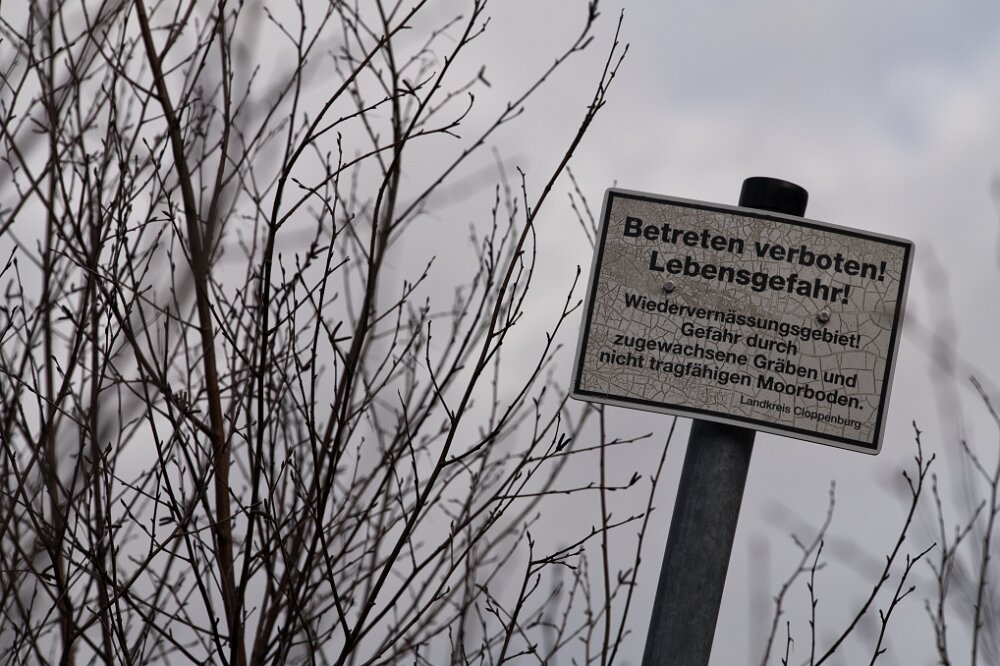 Betreten verboten!
Lebensgefahr!
Wiedervernässungsgebiet!
Gefahr durch
zugewachsene Gräben und
nicht tragfähigen Moorboden.
Landkreis Cloppenburg